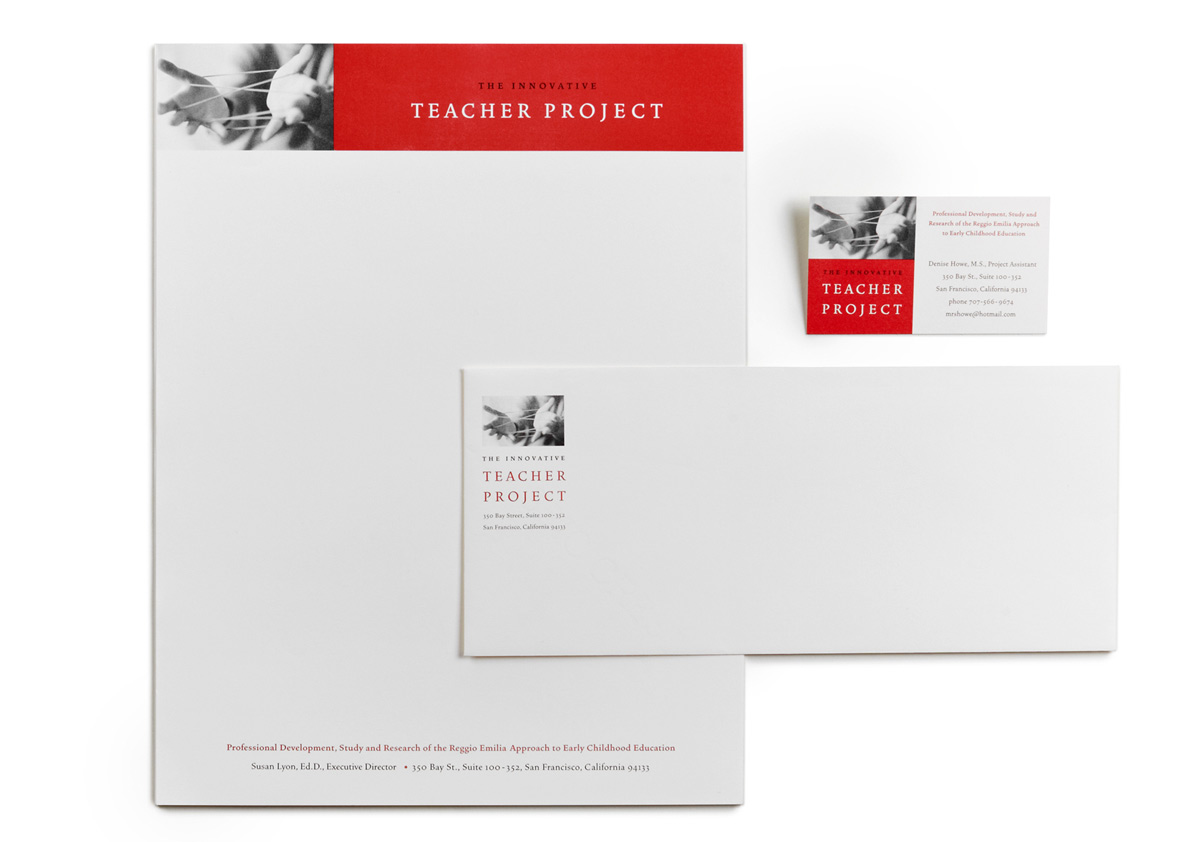 THE INNOVATIVE
TEACHER PROJECT
Professional Development, Study and
Research of the Reggio Emilia Approach
to Early Childhood Education
Denise Howe, M.S., Project Assistant
350 Bay St., Suite 100-352
San Francisco, California 94133
phone 707-566-9674
mrshowe@hotmail.com
THE INNOVATIVE
TEACHER
PROJECT
THE INNOVATIVE
TEACHER
PROJECT
350 Bay Street, Suite 100-352
San Francisco, California 94133
Professional Development, Study and Research of the Reggio Emilia Approach to Early Childhood Education
Susan Lyon, Ed.D., Executive Director • 350 Bay St., Suite 100-352, San Francisco, California 94133